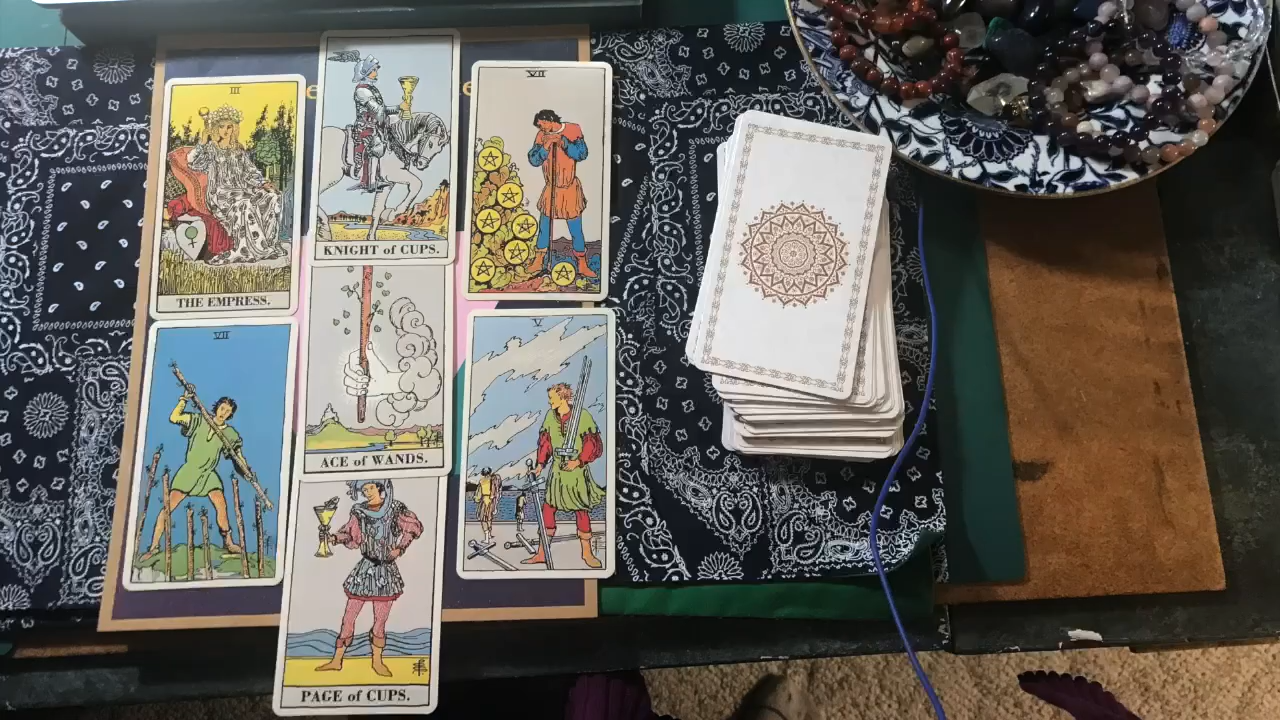 III
THE EMPRESS.
KNIGHT of CUPS.
VII
VII
ACE of WANDS.
V
PAGE of CUPS.